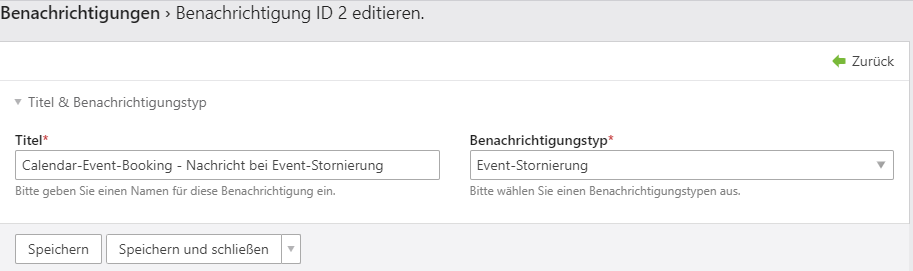 Benachrichtigungen › Benachrichtigung ID 2 editieren.
Zurück
Titel & Benachrichtigungstyp
Titel* Benachrichtigungstyp*
Calendar-Event-Booking - Nachricht bei Event-Stornierung Event-Stornierung
Bitte geben Sie einen Namen für diese Benachrichtigung ein. Bitte wählen Sie einen Benachrichtigungstypen aus.
Speichern Speichern und schließen